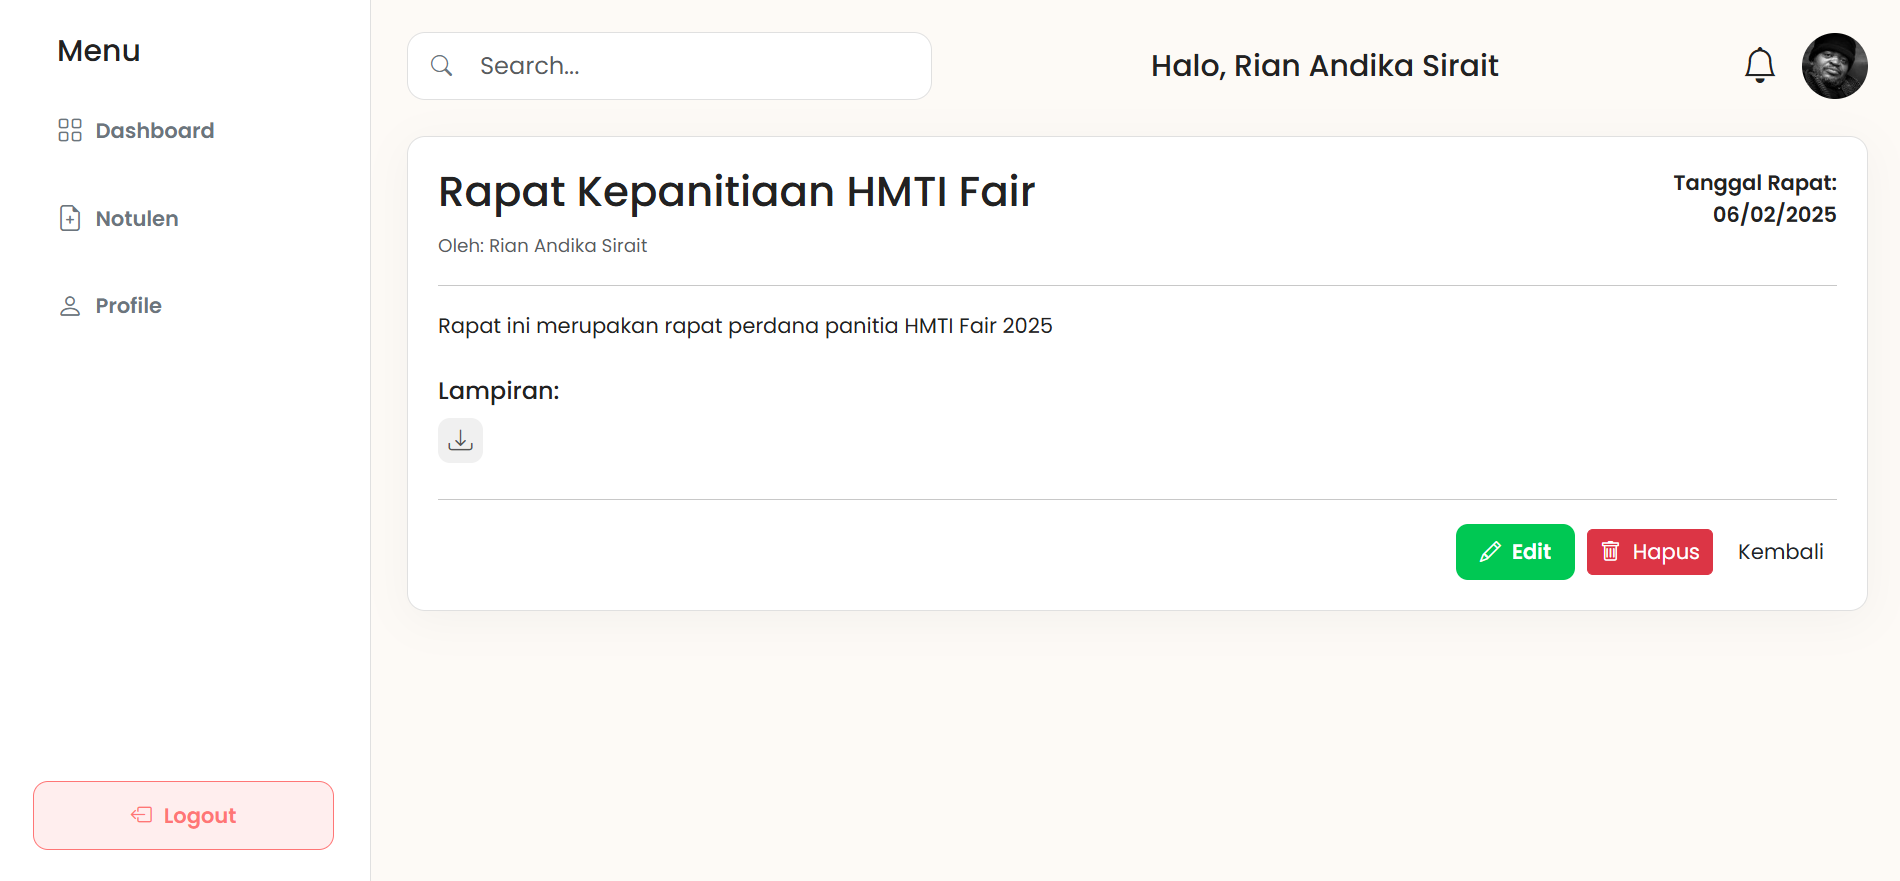 Menu
Dashboard
Notulen
Profile
Logout
Search...
Halo, Rian Andika Sirait
Rapat Kepanitiaan HMTI Fair
Oleh: Rian Andika Sirait
Tanggal Rapat:
06/02/2025
Rapat ini merupakan rapat perdana panitia HMTI Fair 2025
Lampiran:
Edit
Hapus
Kembali